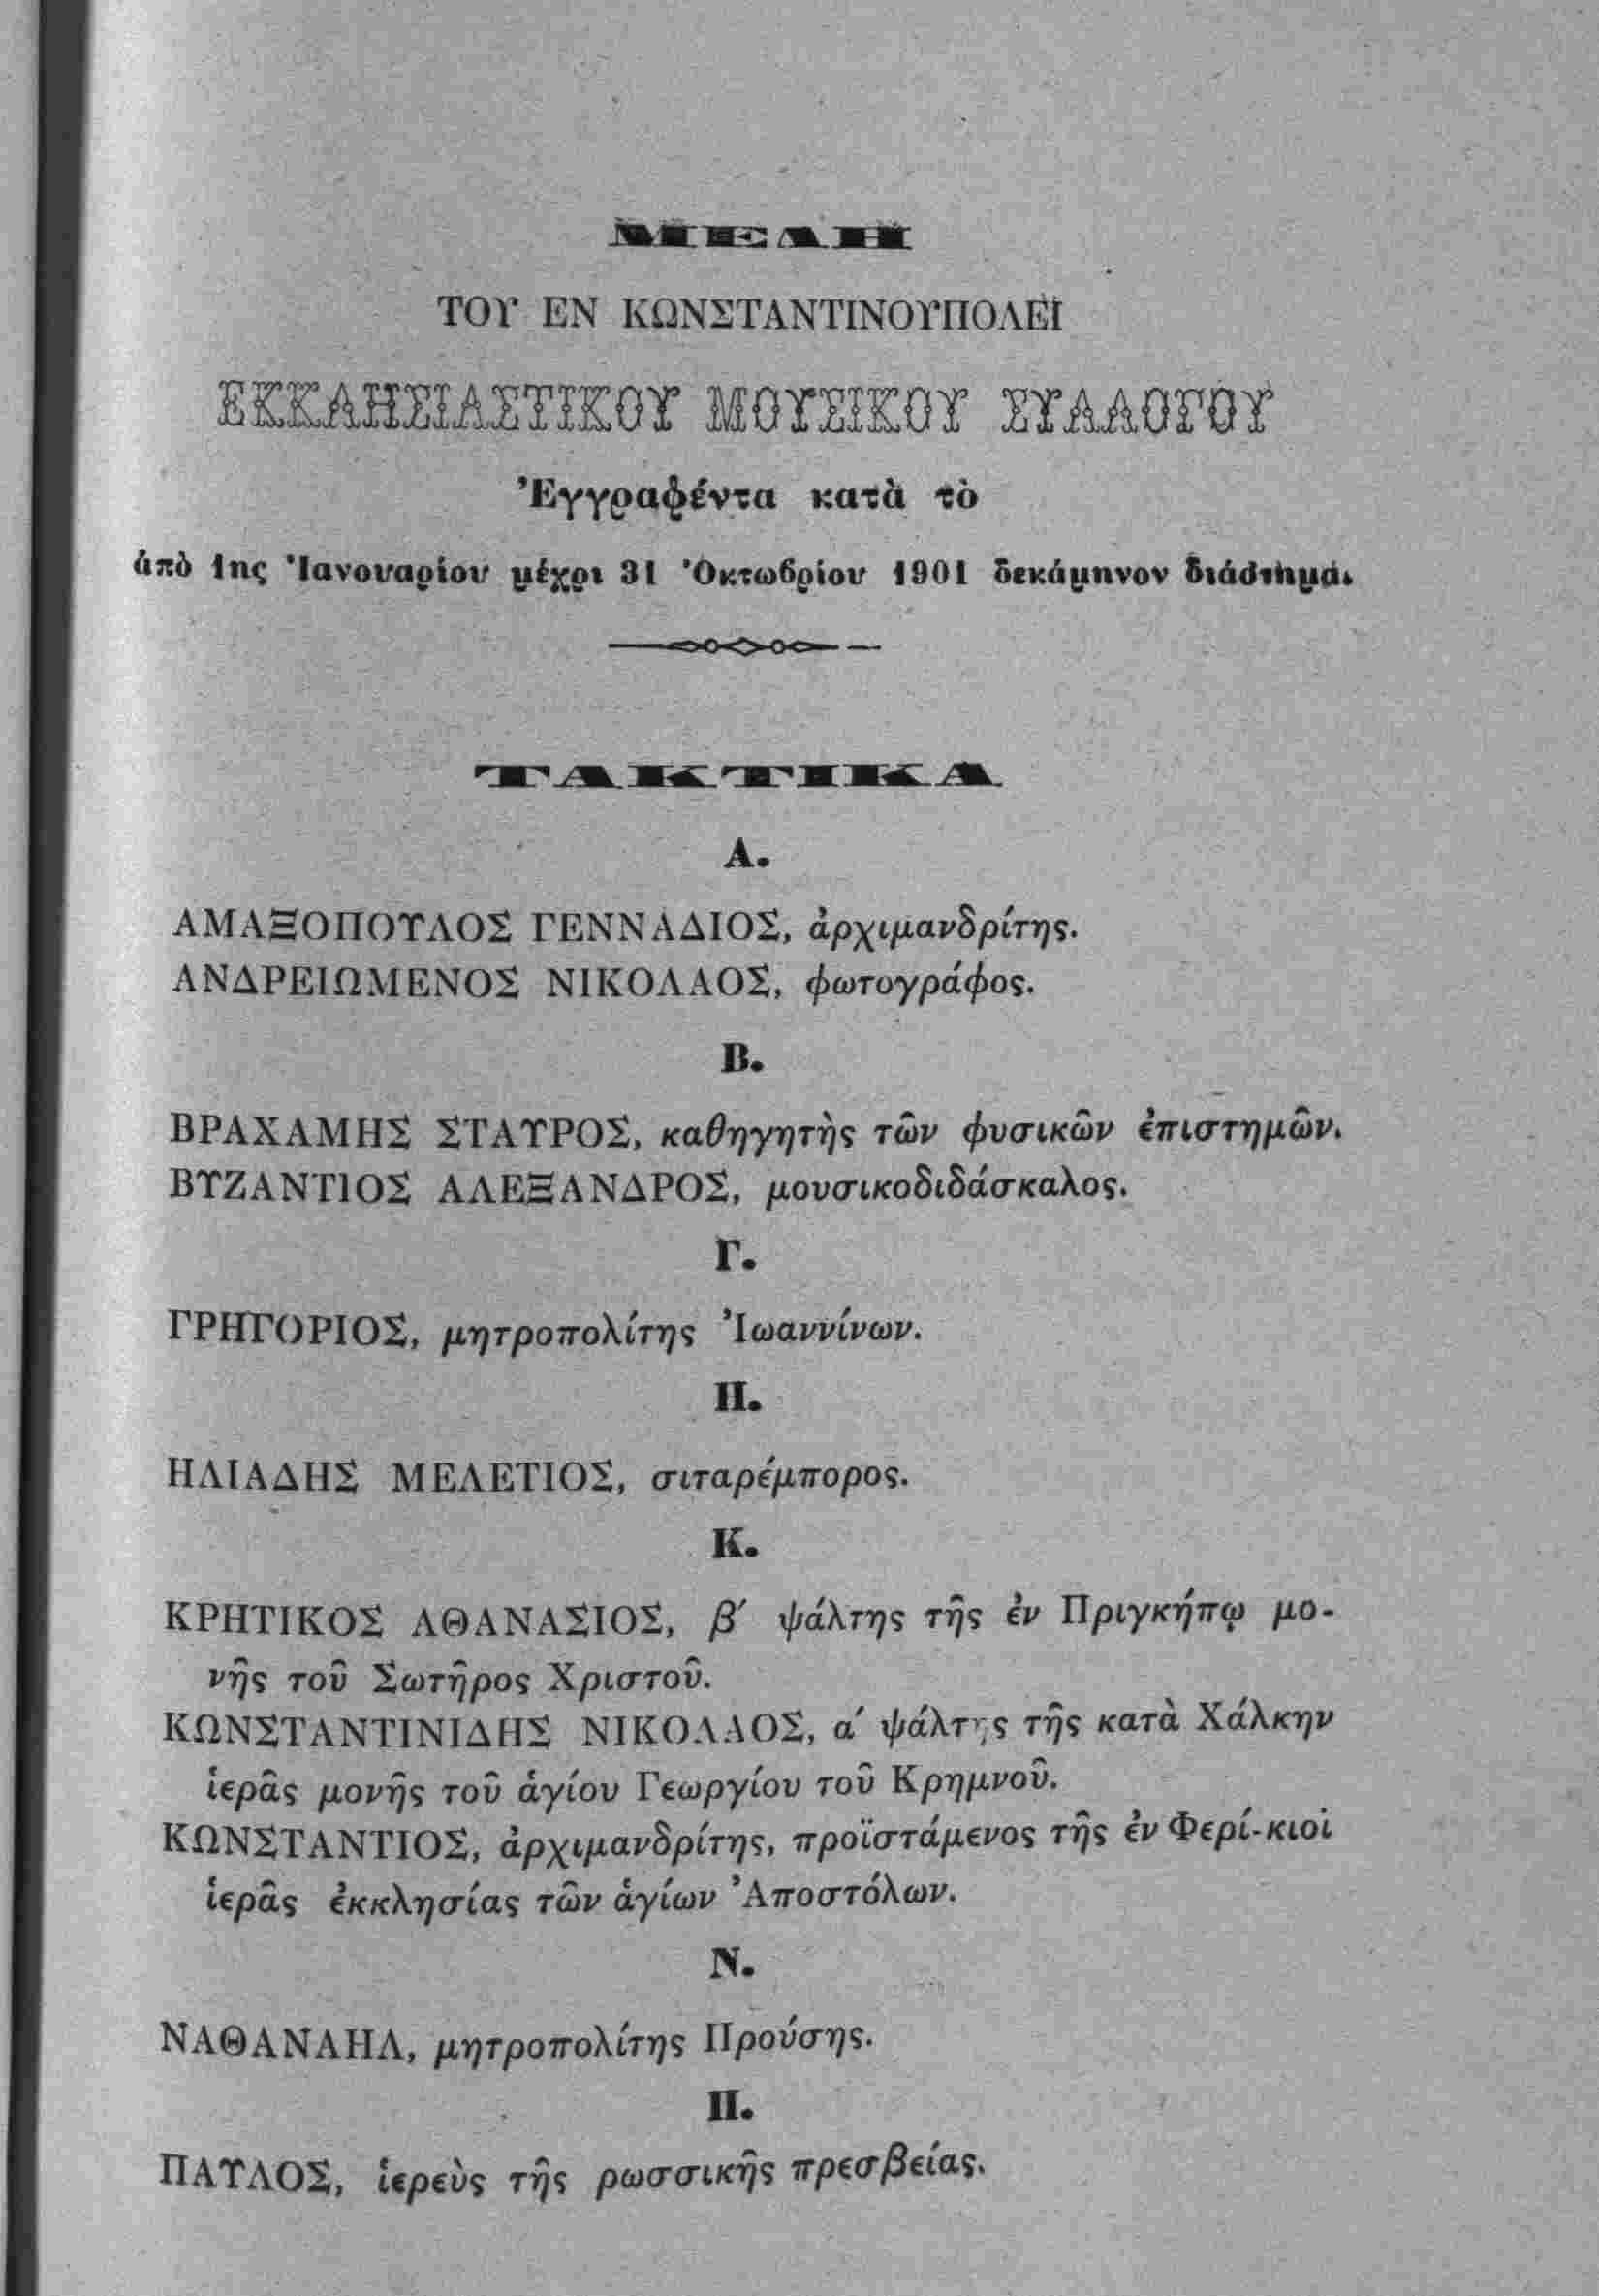 ΜΕΛΗ
ΤΟΥ ΕΝ ΚΩΝΣΤΑΝΤΙΝΟΥΠΟΛΕΙ
ΕΚΚΛΗΣΙΑΣΤΙΚΟΥ ΜΟΥΣΙΚΟΥ ΣΥΛΛΟΓΟΥ
Ἐγγραφέντα κατὰ τὸ
ἀπὸ 1ης Ἰανουαρίου μέχρι 31 Ὀκτωβρίου 1901 δεκάμηνον διάστημα.
ΤΑΚΤΙΚΑ
Α.
ΑΜΑΞΟΠΟΥΛΟΣ ΓΕΝΝΑΔΙΟΣ, ἀρχιμανδρίτης.
ΑΝΔΡΕΙΩΜΕΝΟΣ ΝΙΚΟΛΑΟΣ, φωτογράφος.
Β.
ΒΡΑΧΑΜΗΣ ΣΤΑΥΡΟΣ, καθηγητὴς τῶν φυσικῶν ἐπιστημῶν.
ΒΥΖΑΝΤΙΟΣ ΑΛΕΞΑΝΔΡΟΣ, μουσικοδιδάσκαλος.
Γ.
ΓΡΗΓΟΡΙΟΣ, μητροπολίτης Ἰωαννίνων.
Η.
ΗΛΙΑΔΗΣ ΜΕΛΕΤΙΟΣ, σιταρέμπορος.
Κ.
ΚΡΗΤΙΚΟΣ ΑΘΑΝΑΣΙΟΣ, β′ ψάλτης τῆς ἐν Πριγκήπῳ μο-
νῆς τοῦ Σωτῆρος Χριστοῦ.
ΚΩΝΣΤΑΝΤΙΝΙΔΗΣ ΝΙΚΟΛΑΟΣ, α′ ψάλτης τῆς κατὰ Χάλκην
ἱερᾶς μονῆς τοῦ ἁγίου Γεωργίου τοῦ Κρημνοῦ.
ΚΩΝΣΤΑΝΤΙΟΣ, ἀρχιμανδρίτης, προϊστάμενος τῆς ἐν Φερί-κιοϊ
ἱερᾶς ἐκκλησίας τῶν ἁγίων Ἀποστόλων.
Ν.
ΝΑΘΑΝΑΗΛ, μητροπολίτης Προύσης.
Π.
ΠΑΥΛΟΣ, ἱερεὺς τῆς ρωσσικῆς πρεσβείας.